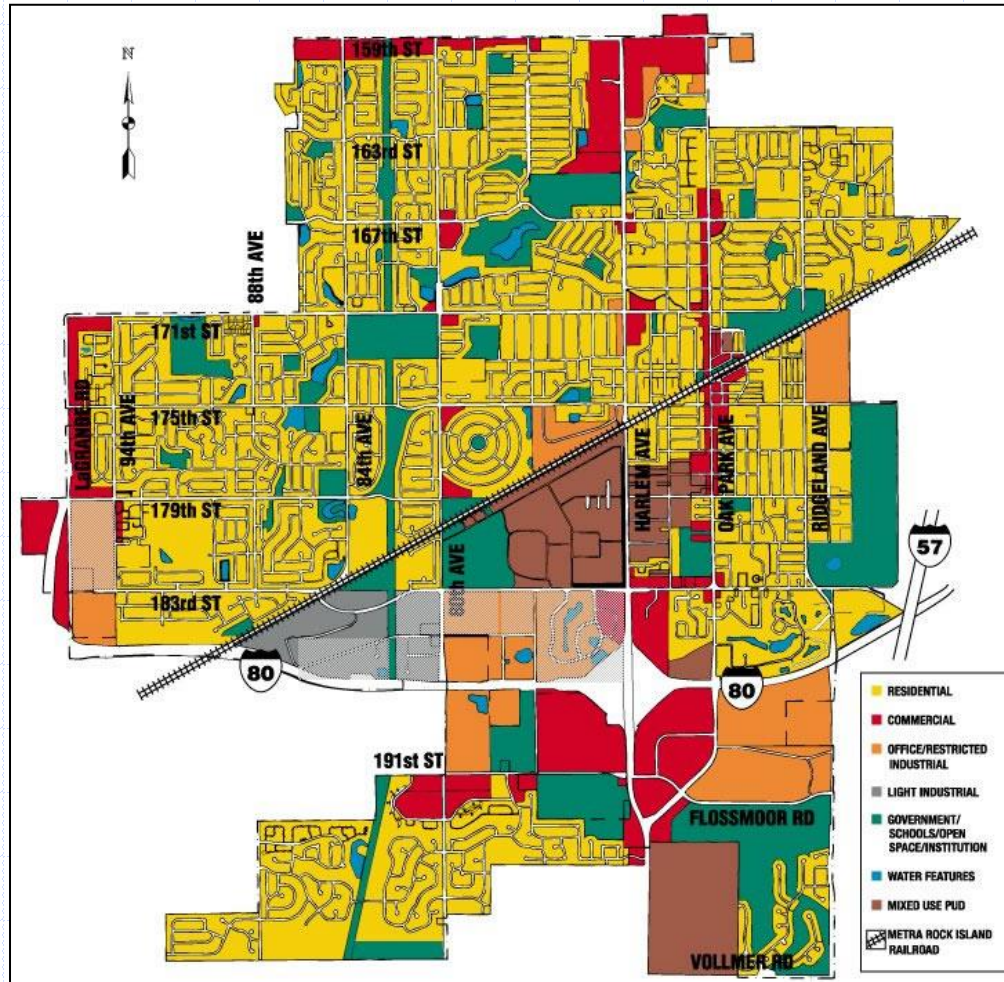 N
159th ST
163rd ST
167th ST
88th AVE
171st ST
LaGRANGE RD
94th AVE
175th ST
84th AVE
HARLEM AVE
OAK PARK AVE
RIDGELAND AVE
179th ST
57
80th AVE
183rd ST
80
80
RESIDENTIAL
COMMERCIAL
OFFICE/RESTRICTED
INDUSTRIAL
191st ST
LIGHT INDUSTRIAL
FLOSSMOOR RD
GOVERNMENT/
SCHOOLS/OPEN
SPACE/INSTITUTION
WATER FEATURES
MIXED USE PUD
METRA ROCK ISLAND
RAILROAD
VOLLMER RD